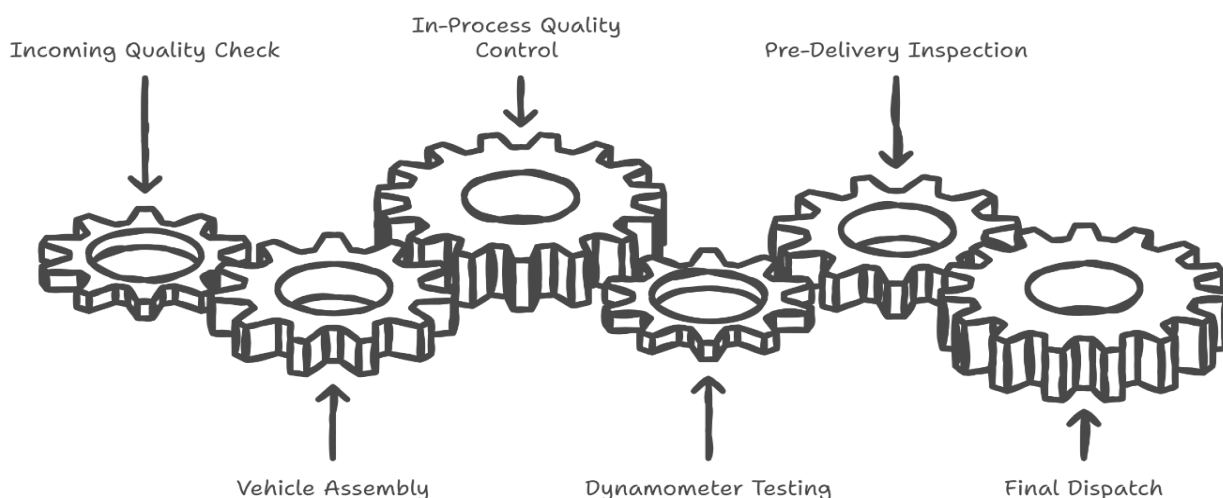 Incoming Quality Check
In-Process Quality
Control
Pre-Delivery Inspection
Vehicle Assembly
Dynamometer Testing
Final Dispatch